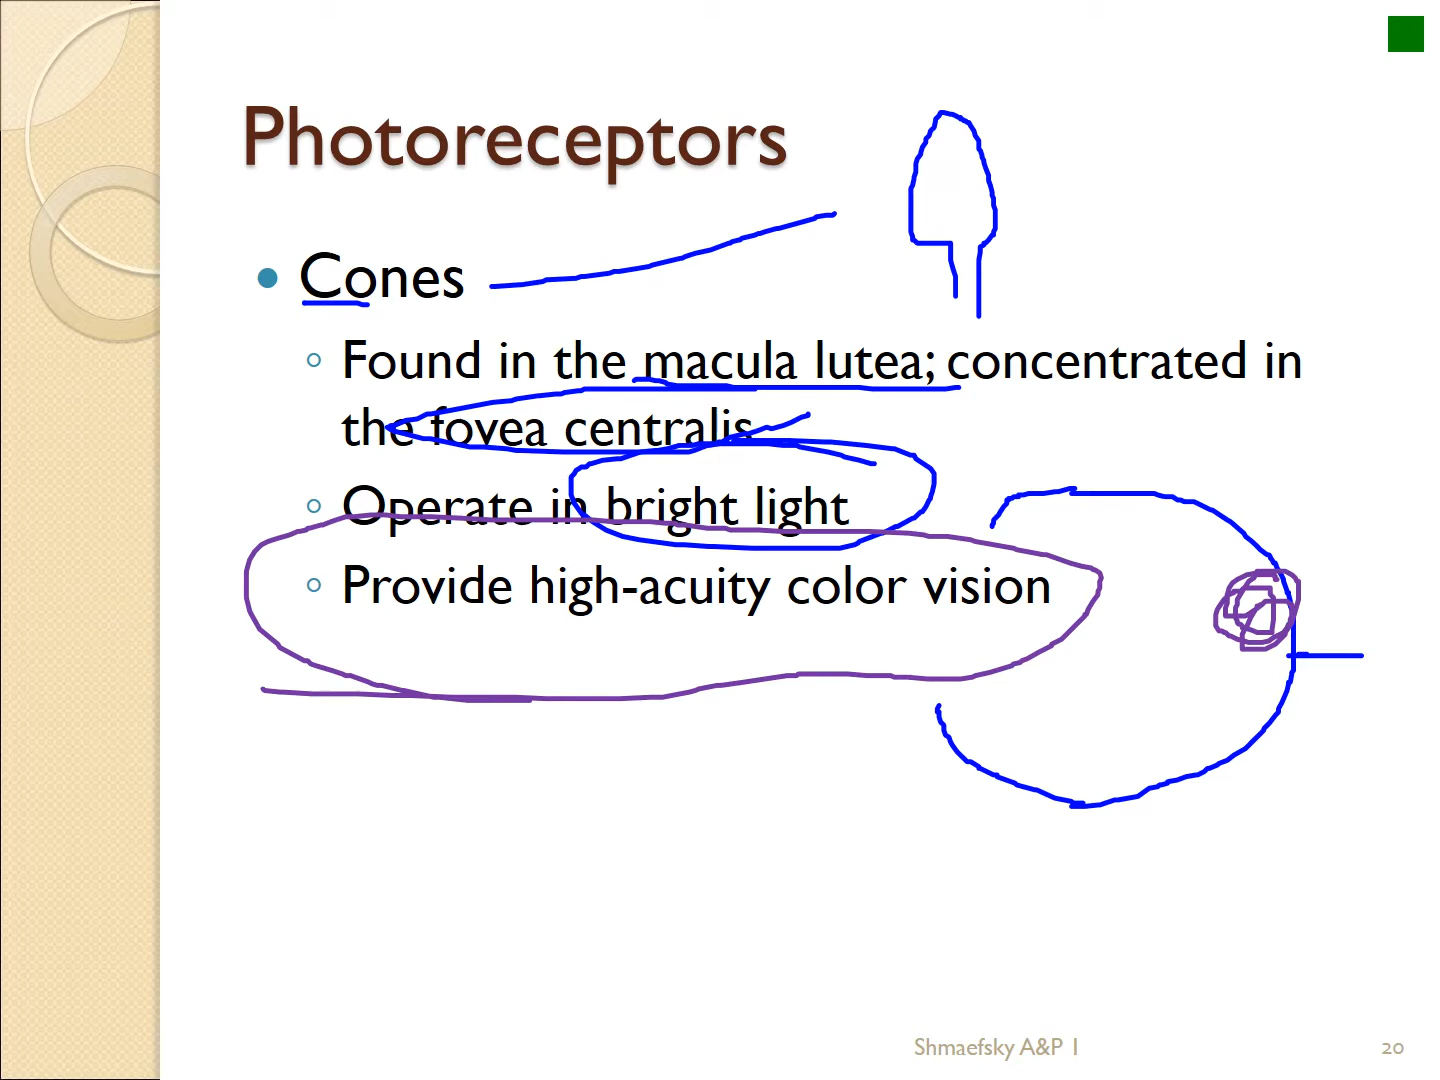 Photoreceptors
Cones
Found in the macula lutea; concentrated in
the fovea centralis
Operate in bright light
Provide high-acuity color vision
Shmaefsky A&P 1
20